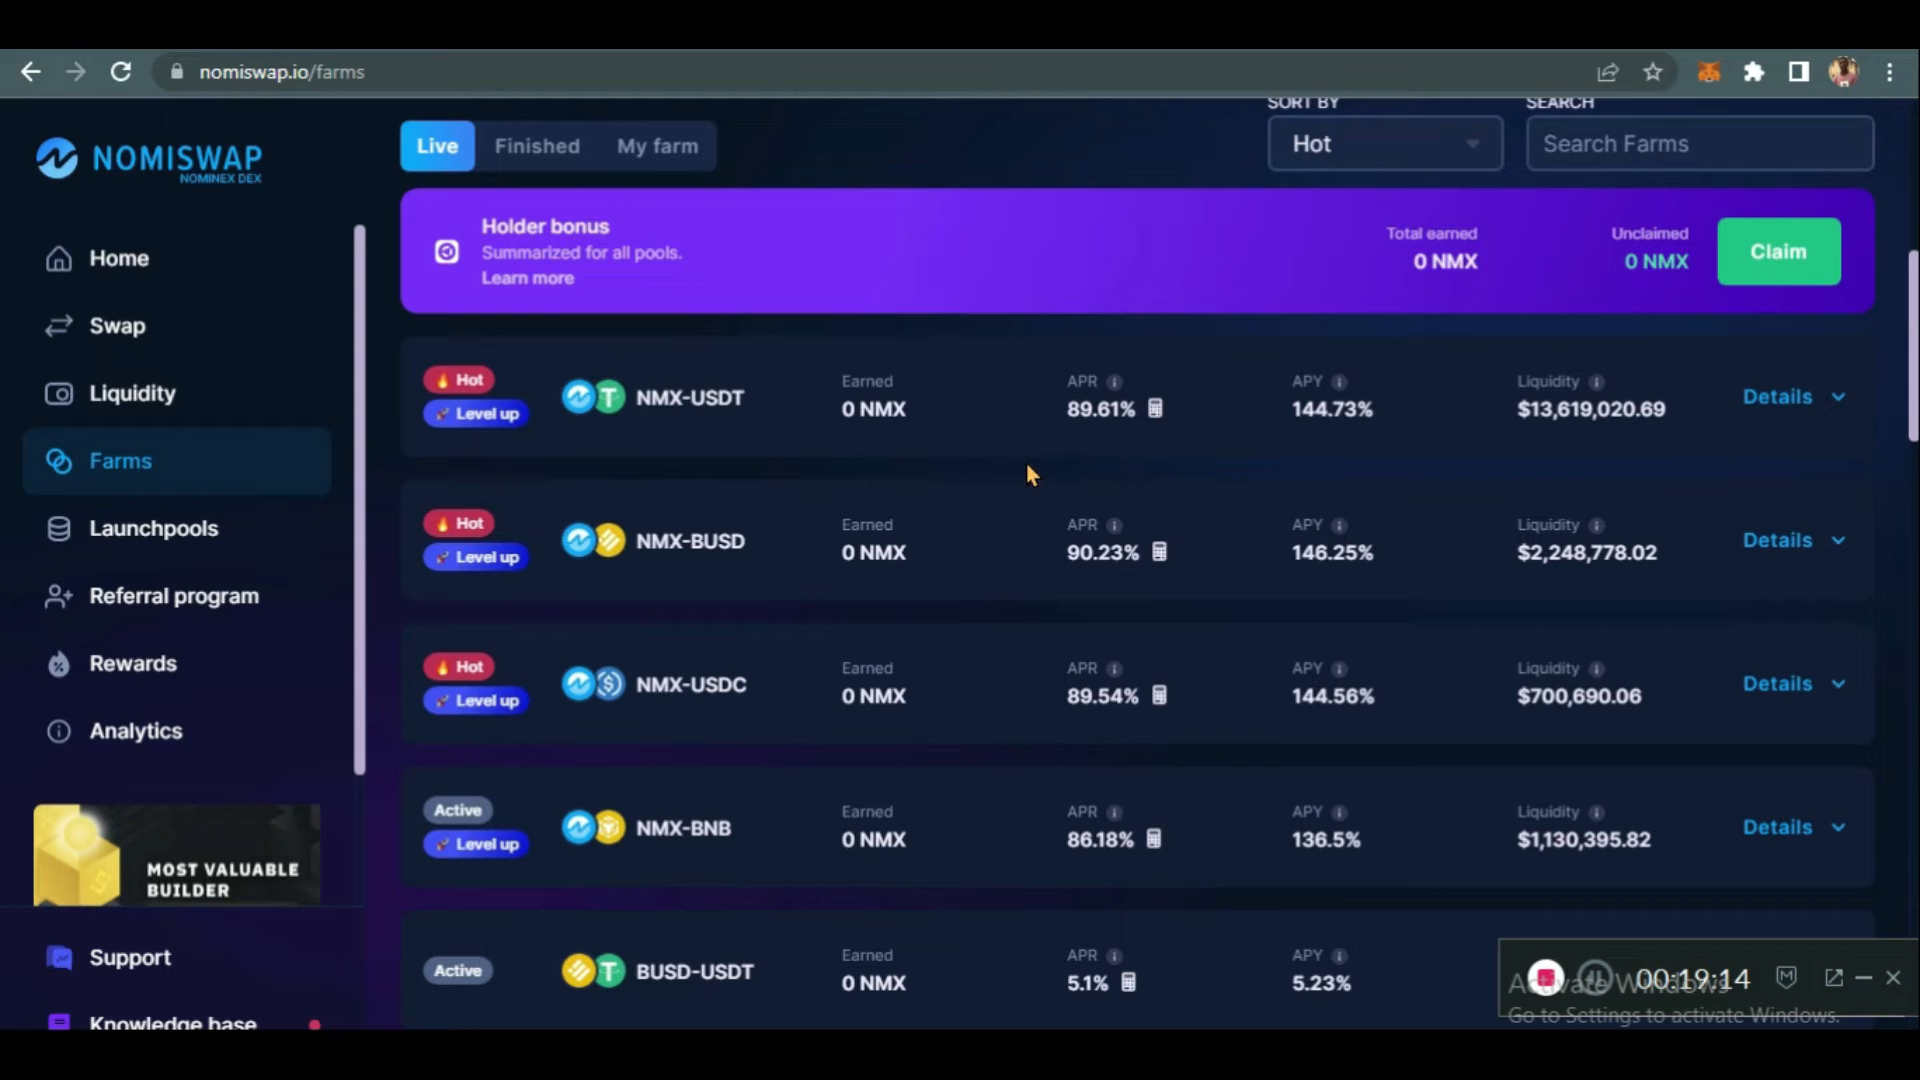 nomiswap.io/farms
NOMISWAP
NOMINEX DEX
Home
Swap
Liquidity
Farms
Launchpools
Referral program
Rewards
Analytics
MOST VALUABLE
BUILDER
Support
Knowledge base
Live Finished My farm
SORT BY
Hot
SEARCH
Search Farms
Holder bonus
Summarized for all pools.
Learn more
Total earned
0 NMX
Unclaimed
0 NMX
Claim
Hot
Level up
NMX-USDT
Earned
0 NMX
APR
89.61%
APY
144.73%
Liquidity
$13,619,020.69
Details
Hot
Level up
NMX-BUSD
Earned
0 NMX
APR
90.23%
APY
146.25%
Liquidity
$2,248,778.02
Details
Hot
Level up
NMX-USDC
Earned
0 NMX
APR
89.54%
APY
144.56%
Liquidity
$700,690.06
Details
Active
Level up
NMX-BNB
Earned
0 NMX
APR
86.18%
APY
136.5%
Liquidity
$1,130,395.82
Details
Active
BUSD-USDT
Earned
0 NMX
APR
5.1%
APY
5.23%
00:19:14
Activate Windows
Go to Settings to activate Windows.